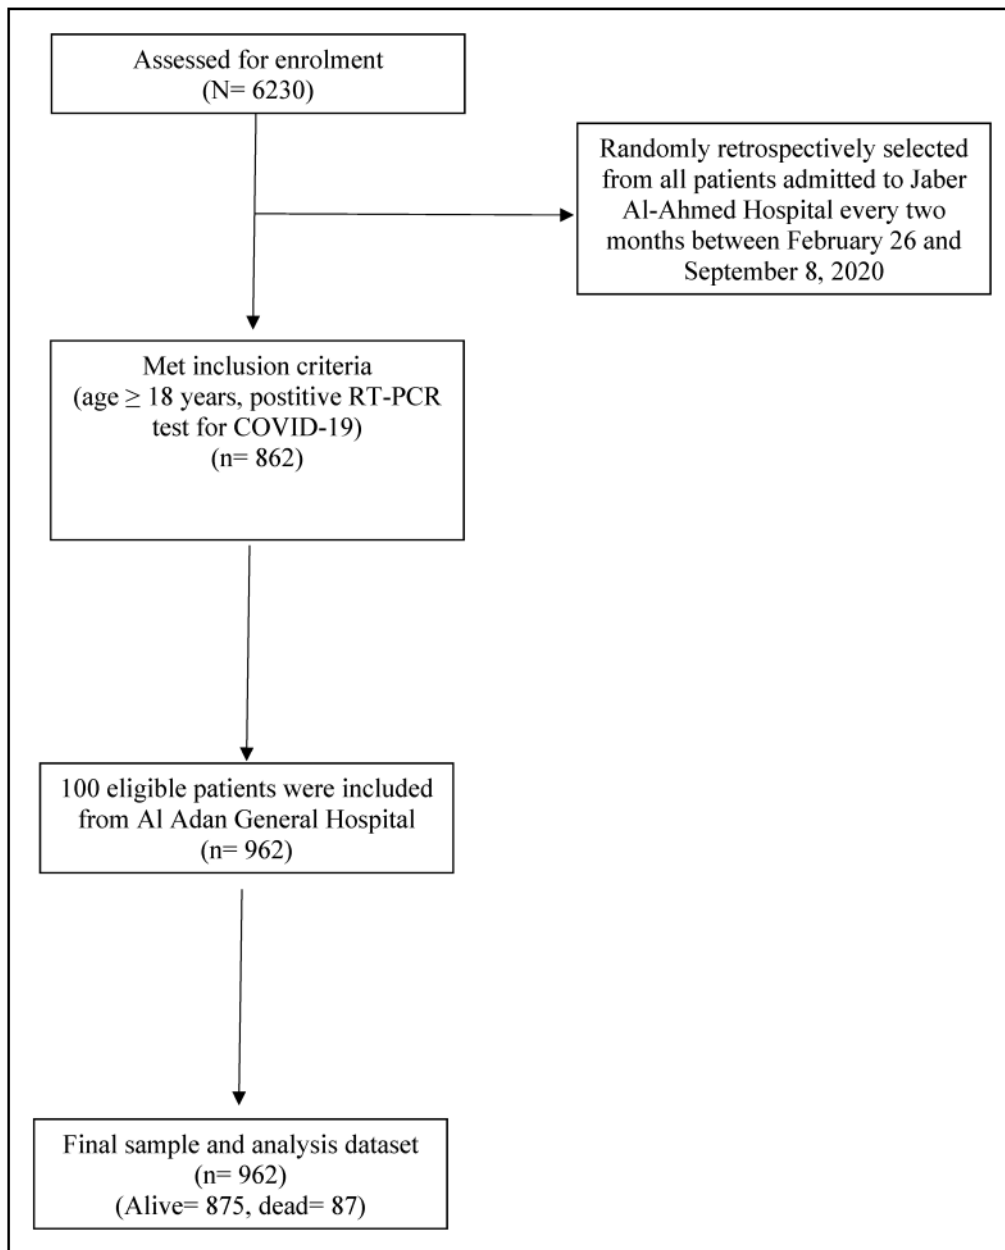 Assessed for enrolment
(N= 6230)
Randomly retrospectively selected
from all patients admitted to Jaber
Al-Ahmed Hospital every two
months between February 26 and
September 8, 2020
Met inclusion criteria
(age ≥ 18 years, postitive RT-PCR
test for COVID-19)
(n= 862)
100 eligible patients were included
from Al Adan General Hospital
(n= 962)
Final sample and analysis dataset
(n= 962)
(Alive= 875, dead= 87)